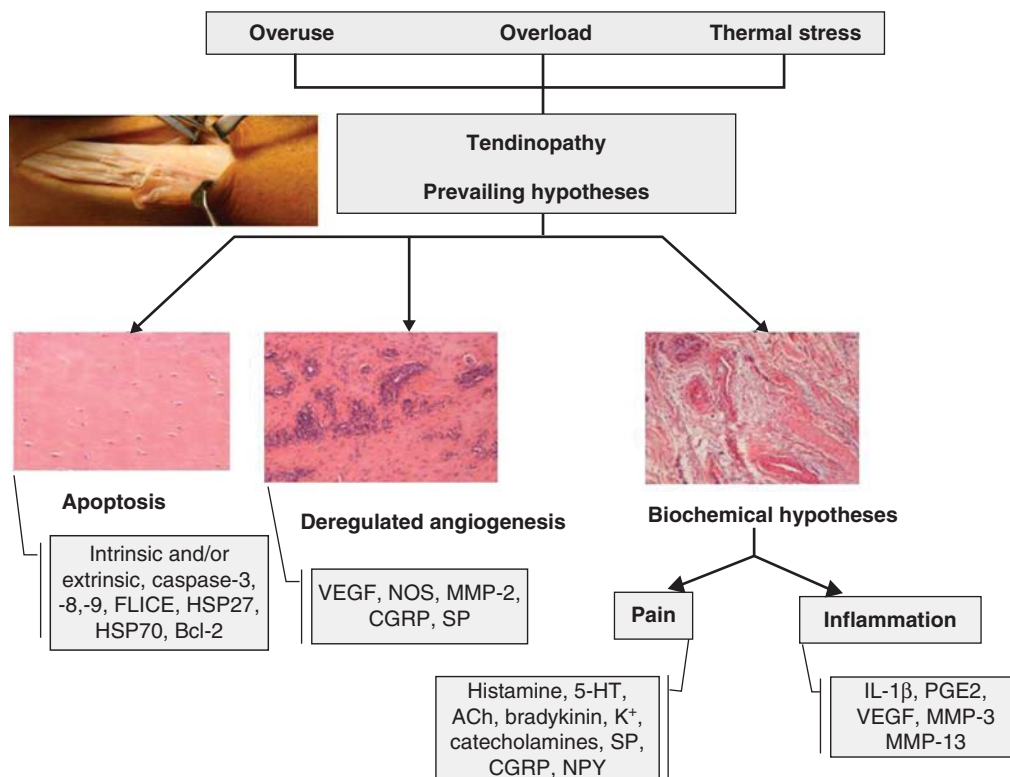 Overuse Overload Thermal stress
Tendinopathy
Prevailing hypotheses
Apoptosis
Intrinsic and/or
extrinsic, caspase-3,
-8,-9, FLICE, HSP27,
HSP70, Bcl-2
Deregulated angiogenesis
VEGF, NOS, MMP-2,
CGRP, SP
Biochemical hypotheses
Pain
Histamine, 5-HT,
ACh, bradykinin, K⁺,
catecholamines, SP,
CGRP, NPY
Inflammation
IL-1β, PGE2,
VEGF, MMP-3
MMP-13